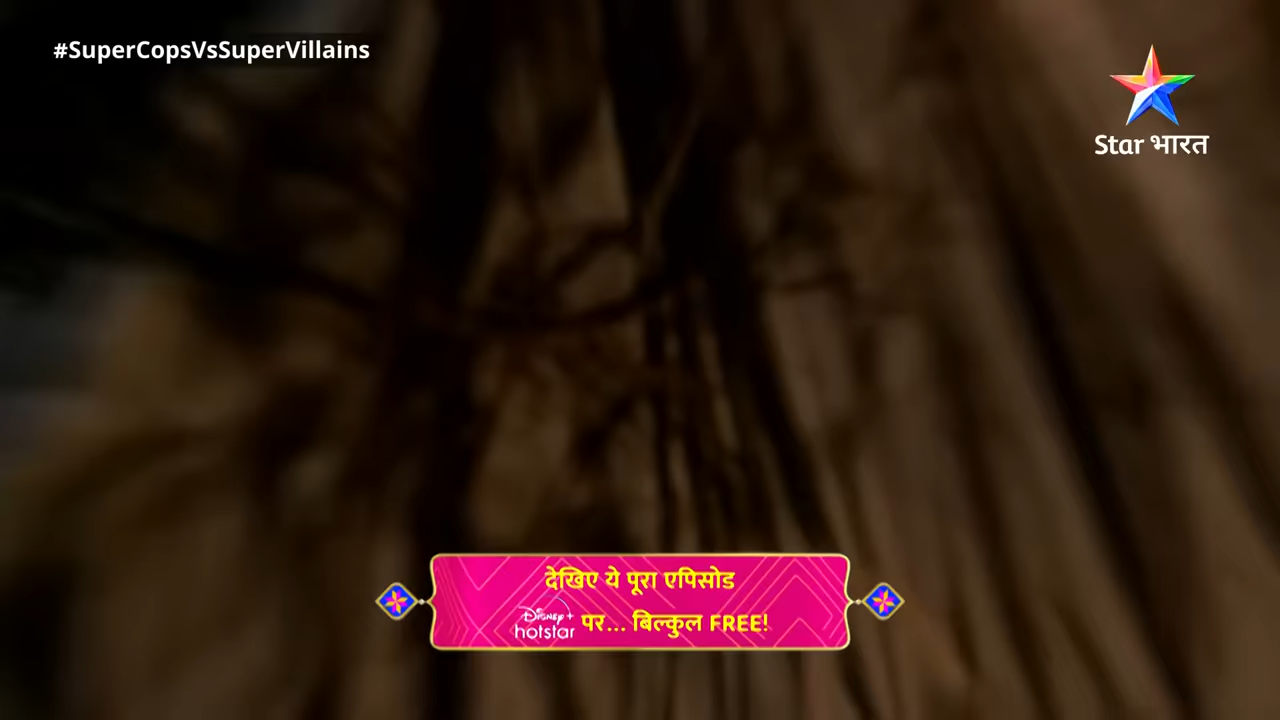 #SuperCopsVsSuperVillains
Star भारत
देखिए ये पूरा एपिसोड
Disney+ hotstar पर... बिल्कुल FREE!